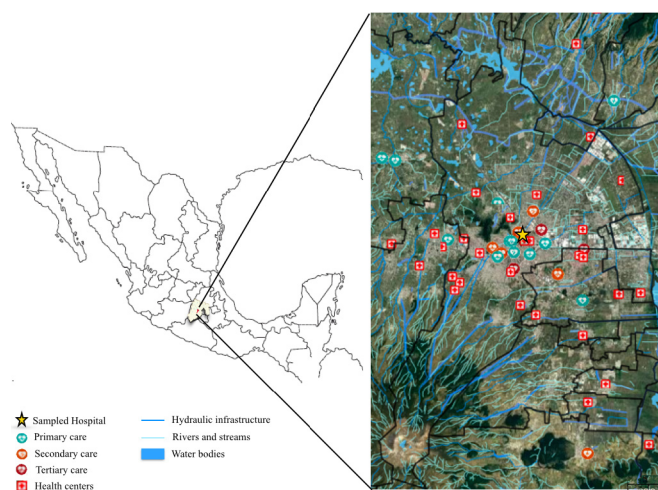 Sampled Hospital
Primary care
Secondary care
Tertiary care
Health centers
Hydraulic infrastructure
Rivers and streams
Water bodies